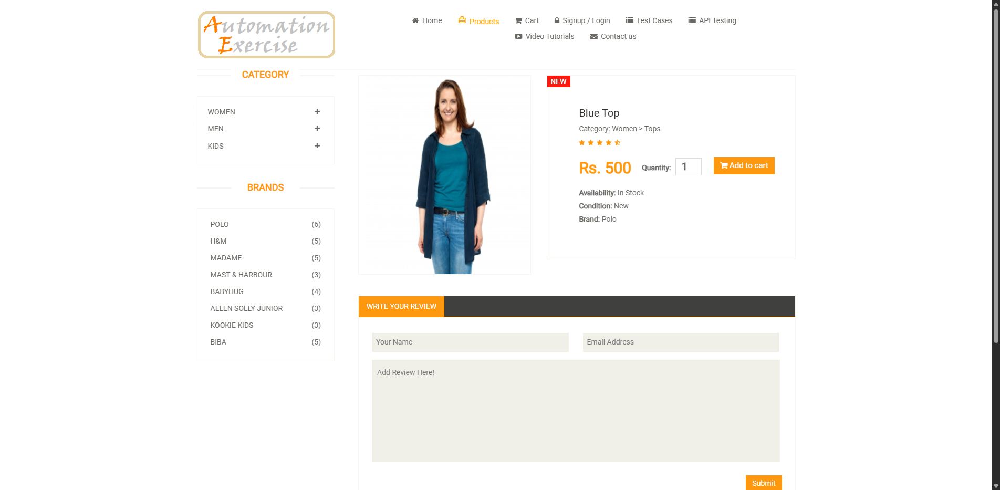 Automation
Exercise
Home
Products
Cart
Signup / Login
Test Cases
API Testing
Video Tutorials
Contact us
CATEGORY
WOMEN
MEN
KIDS
BRANDS
POLO (6)
H&M (5)
MADAME (5)
MAST & HARBOUR (3)
BABYHUG (4)
ALLEN SOLLY JUNIOR (3)
KOOKIE KIDS (3)
BIBA (5)
NEW
Blue Top
Category: Women > Tops
Rs. 500
Quantity: 1
Add to cart
Availability: In Stock
Condition: New
Brand: Polo
WRITE YOUR REVIEW
Your Name
Email Address
Add Review Here!
Submit